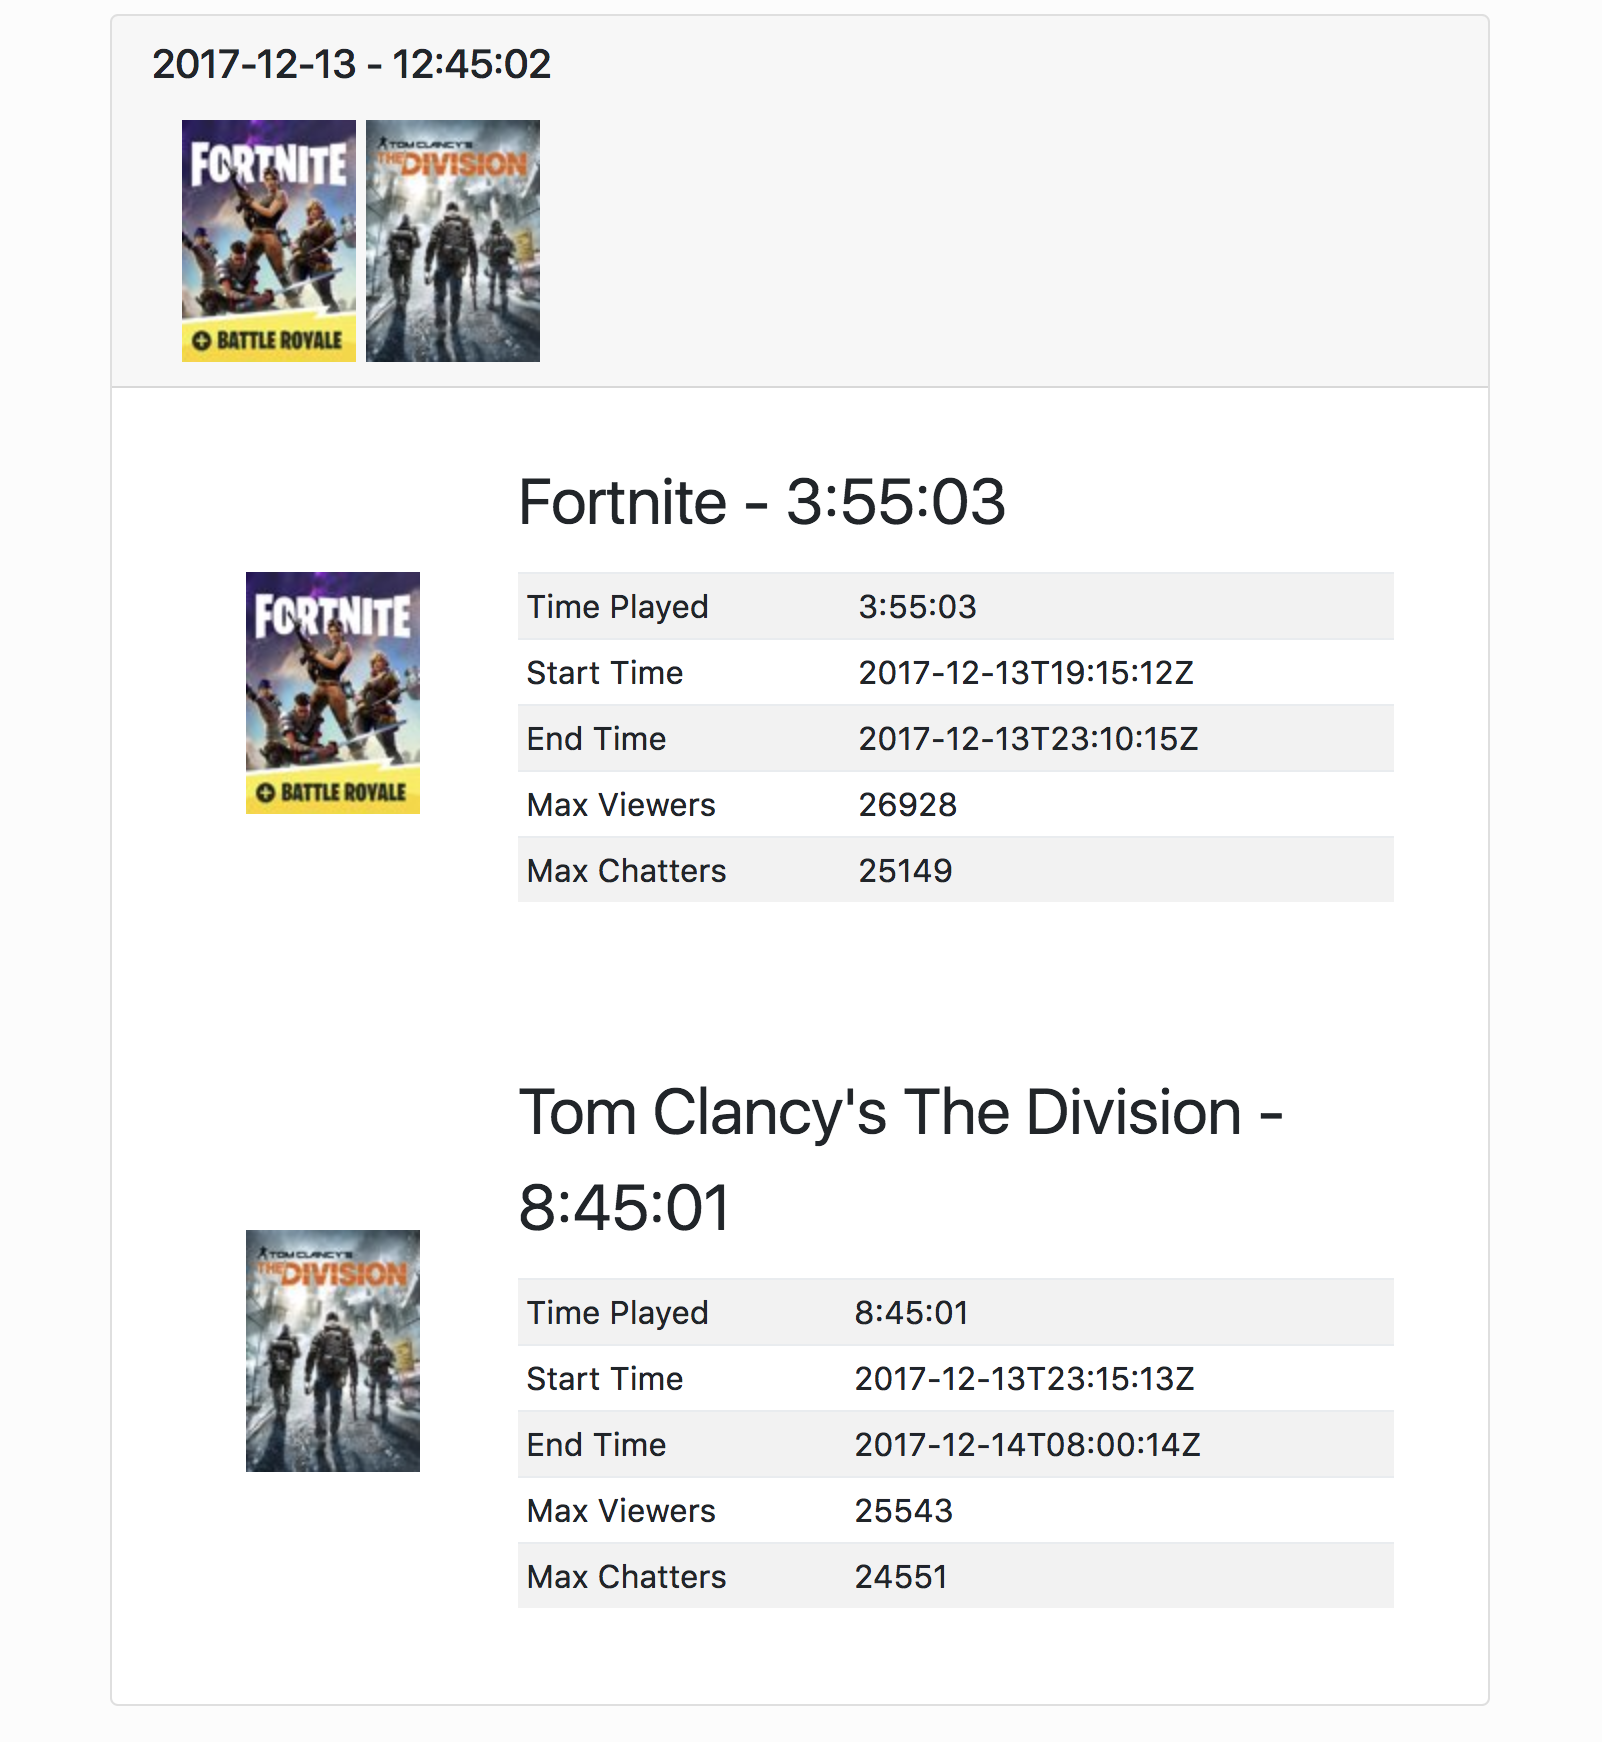 2017-12-13 - 12:45:02
FORTNITE
BATTLE ROYALE
TOM CLANCY'S
THE DIVISION
Fortnite - 3:55:03
FORTNITE
BATTLE ROYALE
Time Played 3:55:03
Start Time 2017-12-13T19:15:12Z
End Time 2017-12-13T23:10:15Z
Max Viewers 26928
Max Chatters 25149
Tom Clancy's The Division -
8:45:01
TOM CLANCY'S
THE DIVISION
Time Played 8:45:01
Start Time 2017-12-13T23:15:13Z
End Time 2017-12-14T08:00:14Z
Max Viewers 25543
Max Chatters 24551